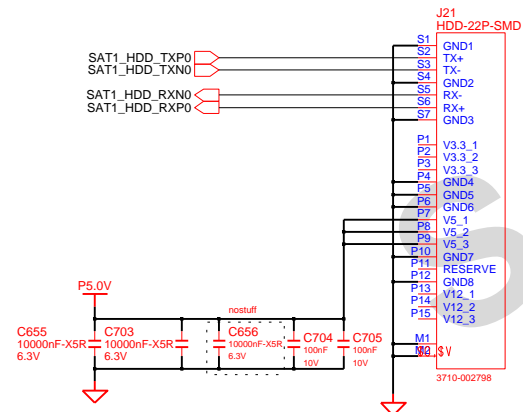 J21
HDD-22P-SMD
S1 GND1
SAT1_HDD_TXP0 S2 TX+
SAT1_HDD_TXN0 S3 TX-
S4 GND2
SAT1_HDD_RXN0 S5 RX-
SAT1_HDD_RXP0 S6 RX+
S7 GND3
P1 V3.3_1
P2 V3.3_2
P3 V3.3_3
P4 GND4
P5 GND5
P6 GND6
P7 V5_1
P8 V5_2
P9 V5_3
P10 GND7
P11 RESERVE
P12 GND8
P13 V12_1
P14 V12_2
P15 V12_3
P5.0V
nostuff
C655
10000nF-X5R
6.3V
C703
10000nF-X5R
6.3V
C656
10000nF-X5R
6.3V
C704
100nF
10V
C705
100nF
10V
M1
M2
3710-002798